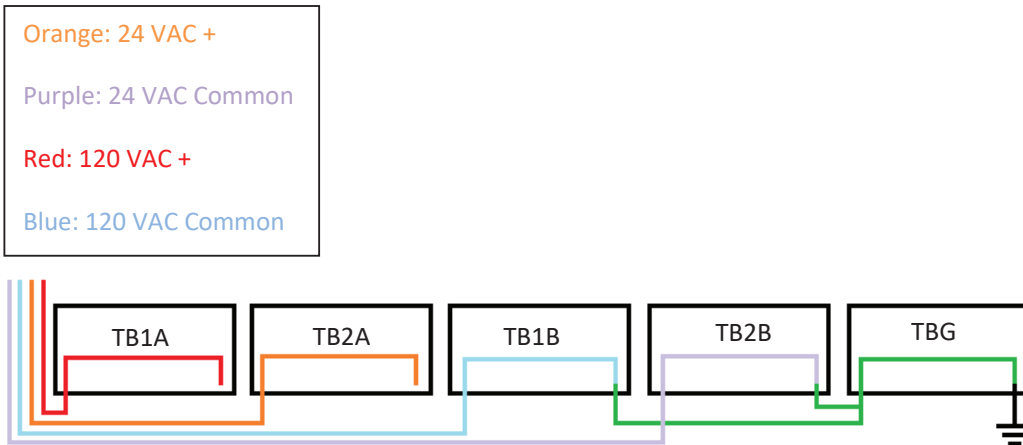 Orange: 24 VAC +
Purple: 24 VAC Common
Red: 120 VAC +
Blue: 120 VAC Common
TB1A TB2A TB1B TB2B TBG